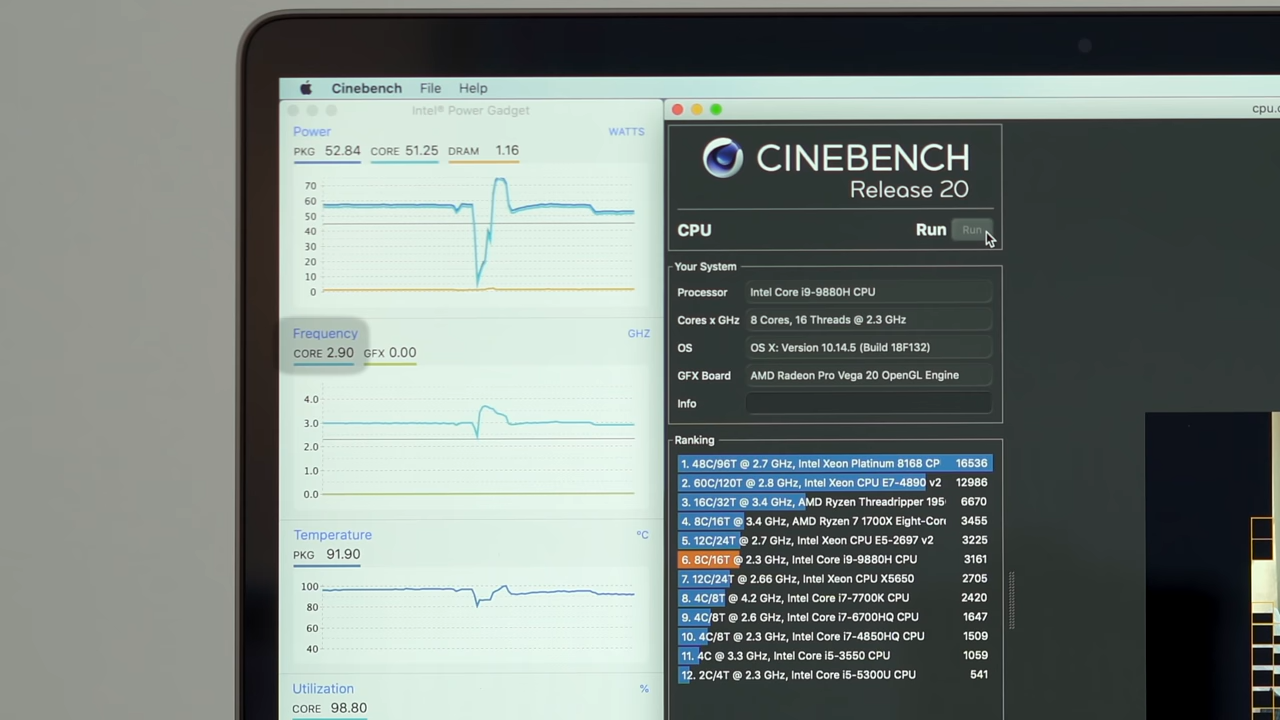 Cinebench File Help
Intel® Power Gadget
Power WATTS
PKG 52.84 CORE 51.25 DRAM 1.16
70
60
50
40
30
20
10
0
Frequency GHZ
CORE 2.90 GFX 0.00
4.0
3.0
2.0
1.0
0.0
Temperature °C
PKG 91.90
100
80
60
40
Utilization %
CORE 98.80
cpu.c
CINEBENCH
Release 20
CPU Run Run
Your System
Processor Intel Core i9-9880H CPU
Cores x GHz 8 Cores, 16 Threads @ 2.3 GHz
OS OS X: Version 10.14.5 (Build 18F132)
GFX Board AMD Radeon Pro Vega 20 OpenGL Engine
Info
Ranking
1. 48C/96T @ 2.7 GHz, Intel Xeon Platinum 8168 CP 16536
2. 60C/120T @ 2.8 GHz, Intel Xeon CPU E7-4890 v2 12986
3. 16C/32T @ 3.4 GHz, AMD Ryzen Threadripper 195 6670
4. 8C/16T @ 3.4 GHz, AMD Ryzen 7 1700X Eight-Core 3455
5. 12C/24T @ 2.7 GHz, Intel Xeon CPU E5-2697 v2 3225
6. 8C/16T @ 2.3 GHz, Intel Core i9-9880H CPU 3161
7. 12C/24T @ 2.66 GHz, Intel Xeon CPU X5650 2705
8. 4C/8T @ 4.2 GHz, Intel Core i7-7700K CPU 2420
9. 4C/8T @ 2.6 GHz, Intel Core i7-6700HQ CPU 1647
10. 4C/8T @ 2.3 GHz, Intel Core i7-4850HQ CPU 1509
11. 4C @ 3.3 GHz, Intel Core i5-3550 CPU 1059
12. 2C/4T @ 2.3 GHz, Intel Core i5-5300U CPU 541